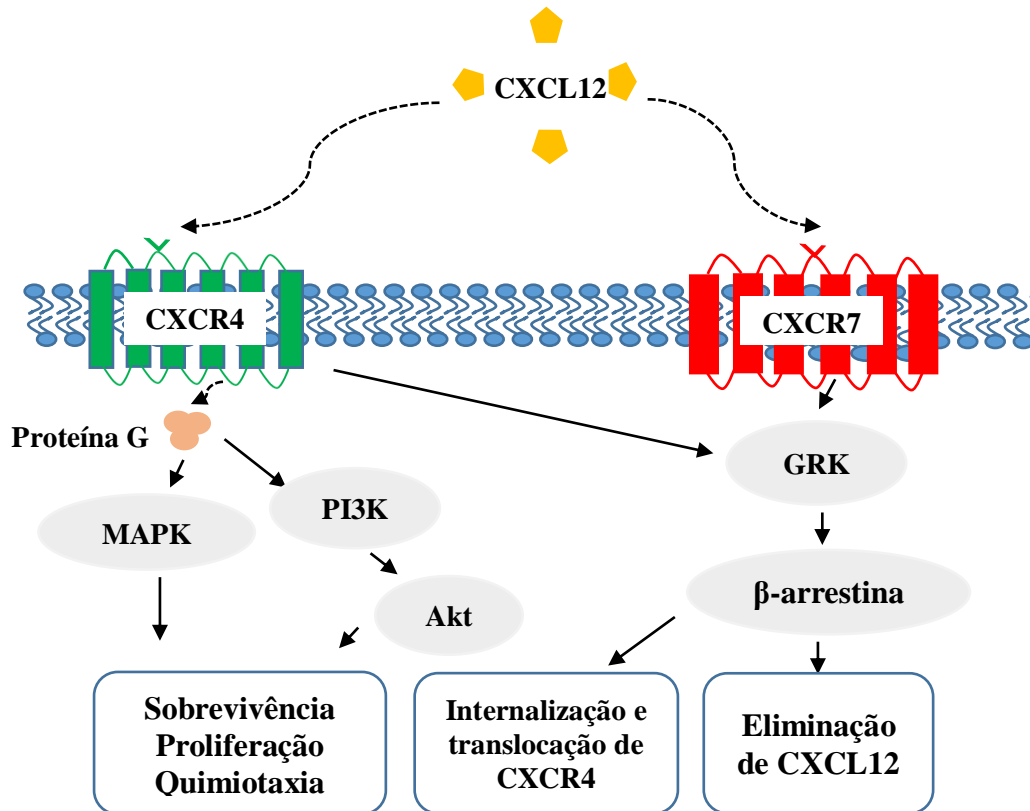 CXCL12
CXCR4
CXCR7
Proteína G
GRK
PI3K
MAPK
β-arrestina
Akt
Sobrevivência
Proliferação
Quimiotaxia
Internalização e
translocação de
CXCR4
Eliminação
de CXCL12